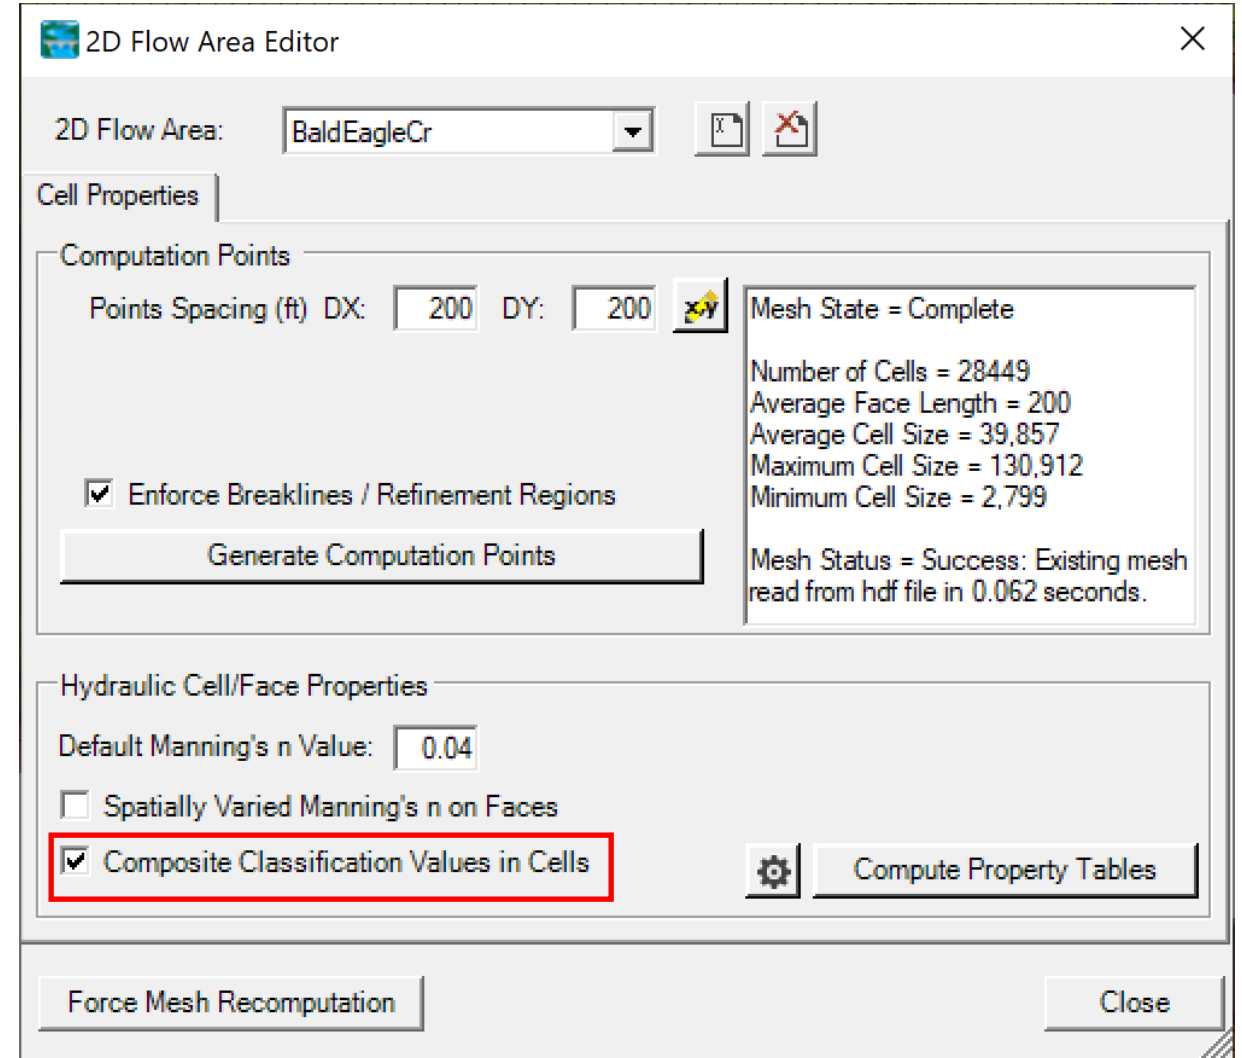 2D Flow Area Editor
2D Flow Area: BaldEagleCr
Cell Properties
Computation Points
Points Spacing (ft) DX: 200 DY: 200
Mesh State = Complete
Number of Cells = 28449
Average Face Length = 200
Average Cell Size = 39,857
Maximum Cell Size = 130,912
Minimum Cell Size = 2,799
Mesh Status = Success: Existing mesh
read from hdf file in 0.062 seconds.
Enforce Breaklines / Refinement Regions
Generate Computation Points
Hydraulic Cell/Face Properties
Default Manning's n Value: 0.04
Spatially Varied Manning's n on Faces
Composite Classification Values in Cells
Compute Property Tables
Force Mesh Recomputation
Close